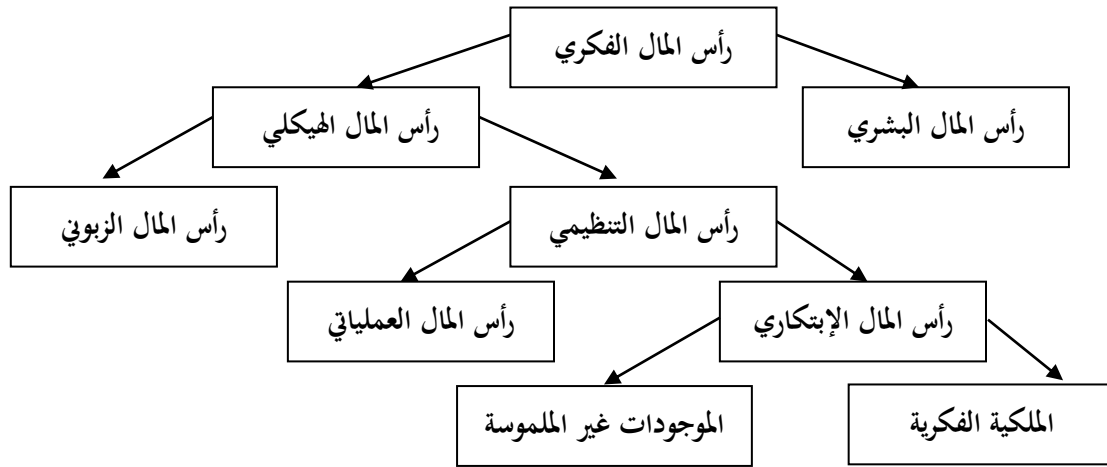 رأس المال الفكري
رأس المال البشري
رأس المال الهيكلي
رأس المال التنظيمي
رأس المال الزبوني
رأس المال الإبتكاري
رأس المال العملياتي
الملكية الفكرية
الموجودات غير الملموسة